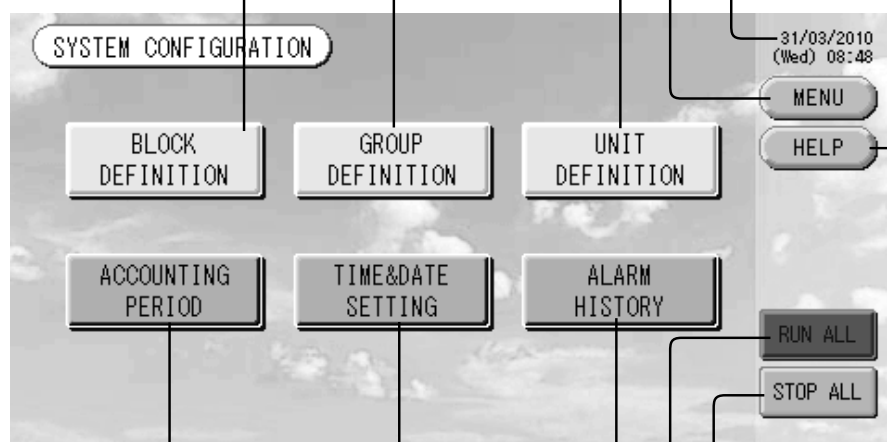 SYSTEM CONFIGURATION
31/03/2010
(Wed) 08:48
MENU
HELP
BLOCK
DEFINITION
GROUP
DEFINITION
UNIT
DEFINITION
ACCOUNTING
PERIOD
TIME&DATE
SETTING
ALARM
HISTORY
RUN ALL
STOP ALL